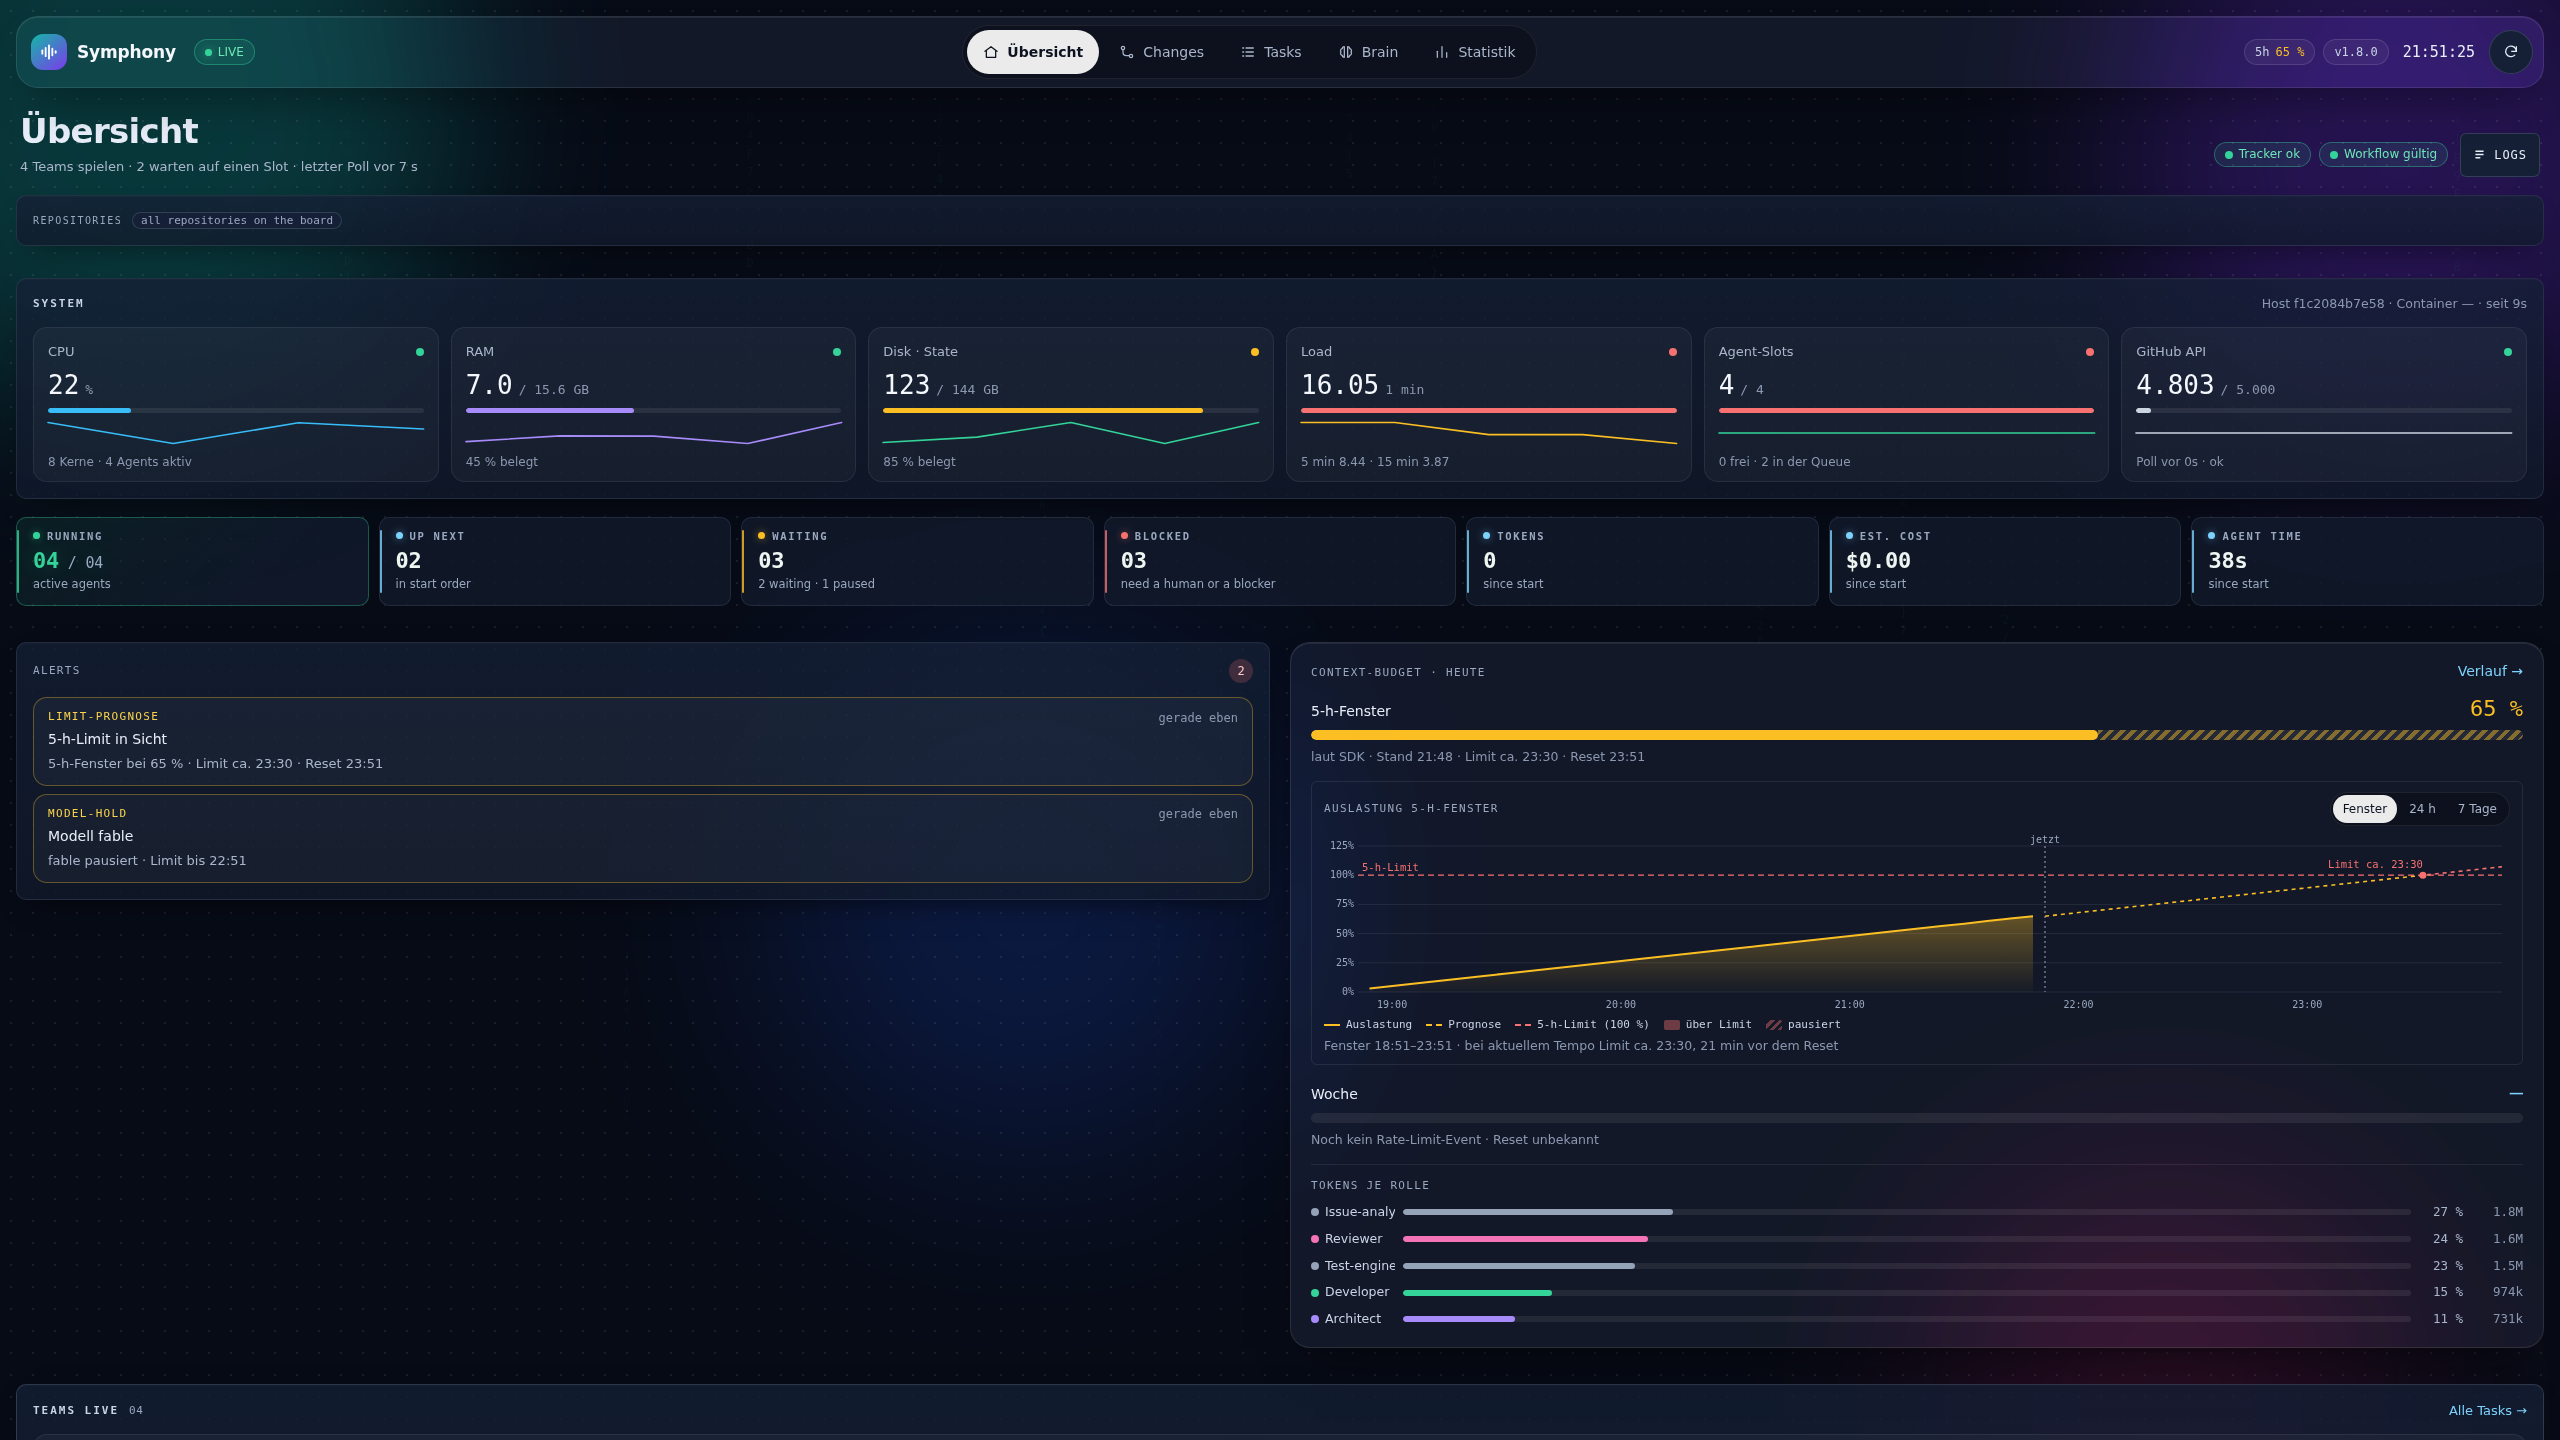 Symphony
LIVE
Übersicht
Changes
Tasks
Brain
Statistik
5h 65 %
v1.8.0
21:51:25
Übersicht
4 Teams spielen · 2 warten auf einen Slot · letzter Poll vor 7 s
Tracker ok
Workflow gültig
LOGS
REPOSITORIES all repositories on the board
SYSTEM
Host f1c2084b7e58 · Container — · seit 9s
CPU
22 %
8 Kerne · 4 Agents aktiv
RAM
7.0 / 15.6 GB
45 % belegt
Disk · State
123 / 144 GB
85 % belegt
Load
16.05 1 min
5 min 8.44 · 15 min 3.87
Agent-Slots
4 / 4
0 frei · 2 in der Queue
GitHub API
4.803 / 5.000
Poll vor 0s · ok
RUNNING
04 / 04
active agents
UP NEXT
02
in start order
WAITING
03
2 waiting · 1 paused
BLOCKED
03
need a human or a blocker
TOKENS
0
since start
EST. COST
$0.00
since start
AGENT TIME
38s
since start
ALERTS
2
LIMIT-PROGNOSE
gerade eben
5-h-Limit in Sicht
5-h-Fenster bei 65 % · Limit ca. 23:30 · Reset 23:51
MODEL-HOLD
gerade eben
Modell fable
fable pausiert · Limit bis 22:51
CONTEXT-BUDGET · HEUTE
Verlauf →
5-h-Fenster
65 %
laut SDK · Stand 21:48 · Limit ca. 23:30 · Reset 23:51
AUSLASTUNG 5-H-FENSTER
Fenster
24 h
7 Tage
jetzt
125%
100%
75%
50%
25%
0%
5-h-Limit
Limit ca. 23:30
19:00
20:00
21:00
22:00
23:00
Auslastung
Prognose
5-h-Limit (100 %)
über Limit
pausiert
Fenster 18:51–23:51 · bei aktuellem Tempo Limit ca. 23:30, 21 min vor dem Reset
Woche
—
Noch kein Rate-Limit-Event · Reset unbekannt
TOKENS JE ROLLE
Issue-analy 27 % 1.8M
Reviewer 24 % 1.6M
Test-engine 23 % 1.5M
Developer 15 % 974k
Architect 11 % 731k
TEAMS LIVE 04
Alle Tasks →